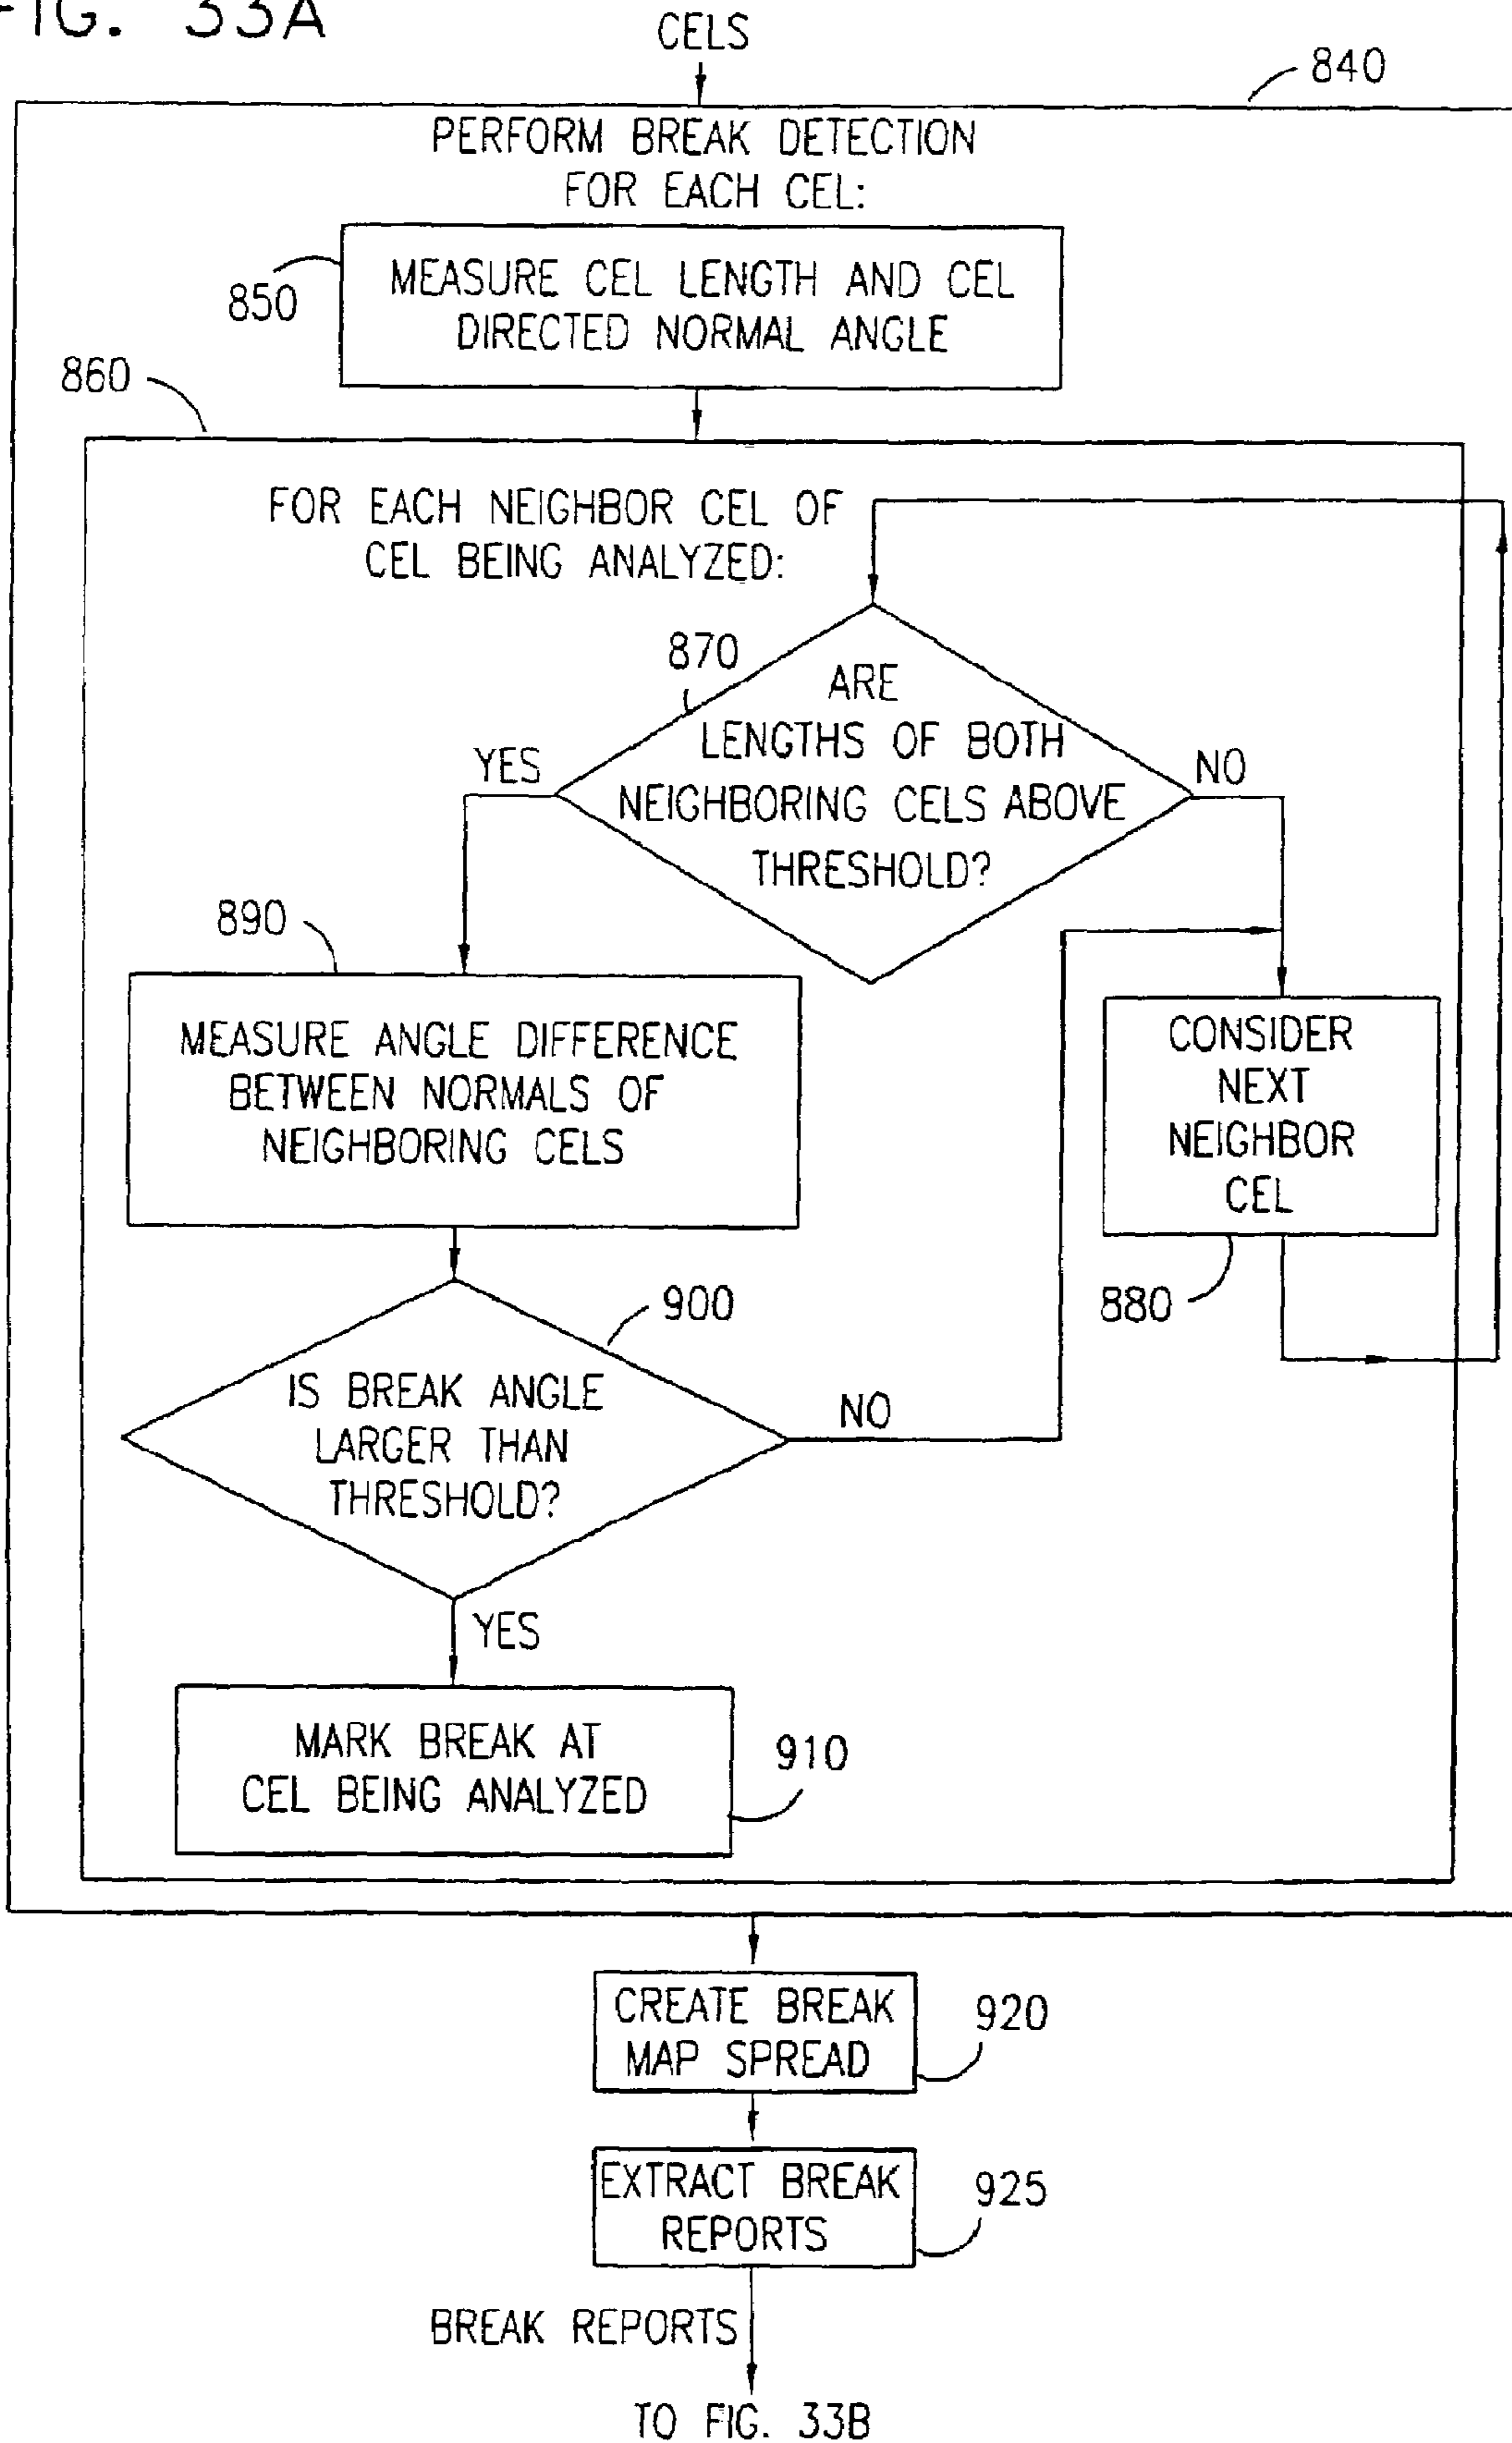 FIG. 33A
CELS
840
PERFORM BREAK DETECTION
FOR EACH CEL:
850
MEASURE CEL LENGTH AND CEL
DIRECTED NORMAL ANGLE
860
FOR EACH NEIGHBOR CEL OF
CEL BEING ANALYZED:
870
ARE
LENGTHS OF BOTH
NEIGHBORING CELS ABOVE
THRESHOLD?
YES
NO
890
MEASURE ANGLE DIFFERENCE
BETWEEN NORMALS OF
NEIGHBORING CELS
CONSIDER
NEXT
NEIGHBOR
CEL
880
900
IS BREAK ANGLE
LARGER THAN
THRESHOLD?
NO
YES
MARK BREAK AT
CEL BEING ANALYZED
910
CREATE BREAK
MAP SPREAD
920
EXTRACT BREAK
REPORTS
925
BREAK REPORTS
TO FIG. 33B